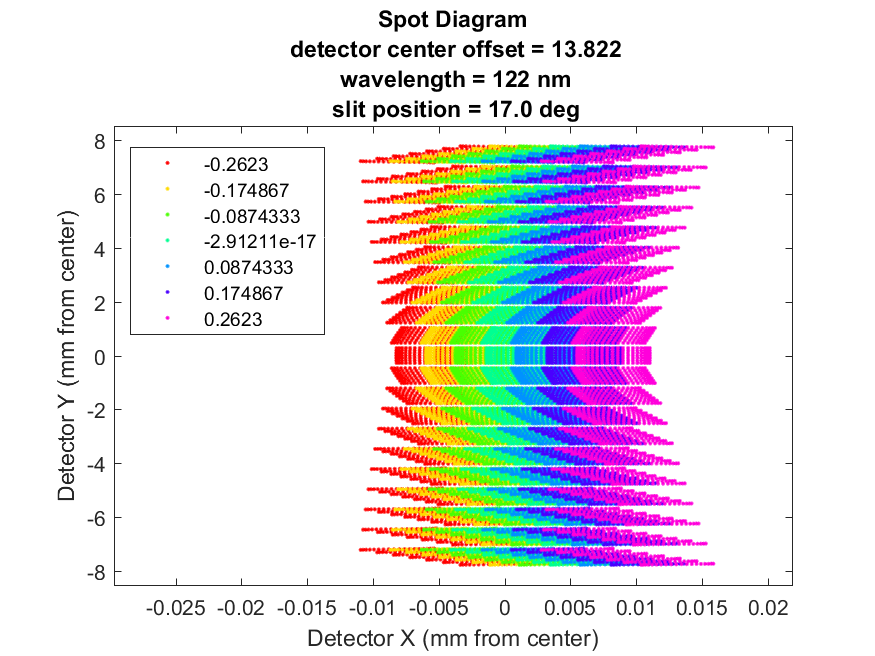 Spot Diagram
detector center offset = 13.822
wavelength = 122 nm
slit position = 17.0 deg
8
6
4
2
0
-2
-4
-6
-8
Detector Y (mm from center)
-0.2623
-0.174867
-0.0874333
-2.91211e-17
0.0874333
0.174867
0.2623
-0.025 -0.02 -0.015 -0.01 -0.005 0 0.005 0.01 0.015 0.02
Detector X (mm from center)